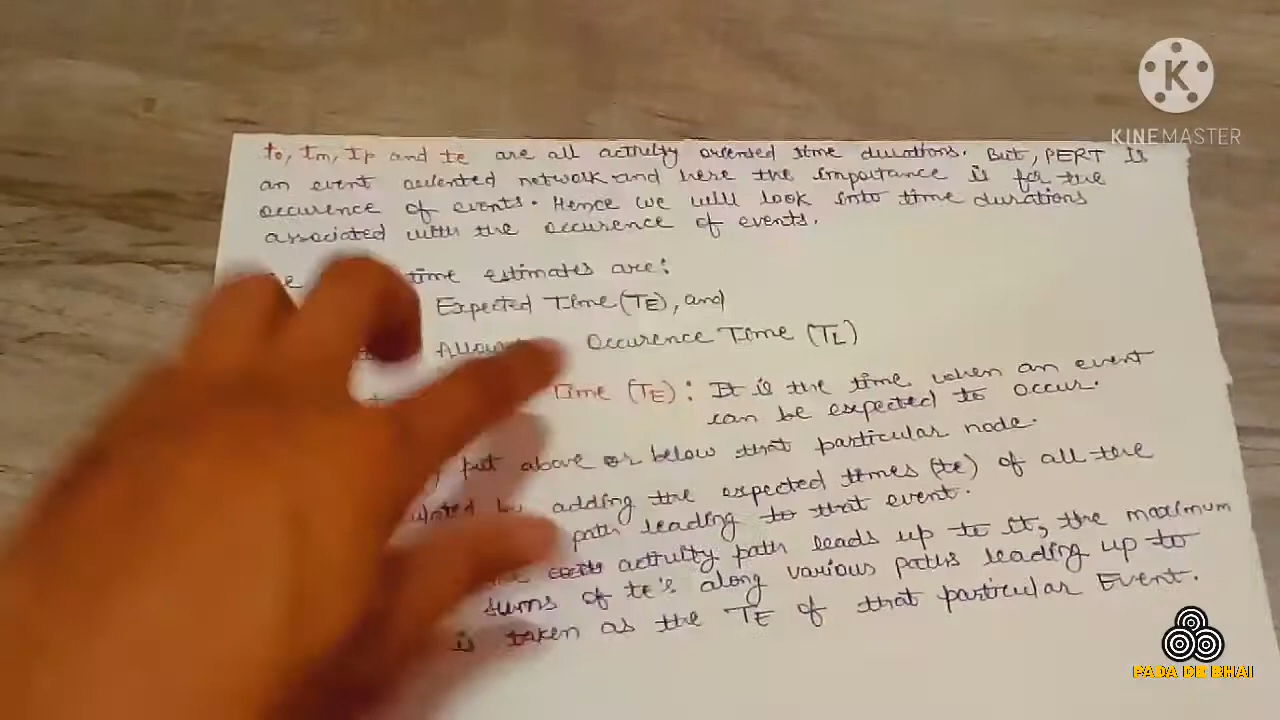 to, tm, tp and te are all activity oriented time durations. But, PERT is
an event oriented network and here the importance is for the
occurence of events. Hence we will look into time durations
associated with the occurence of events.
time estimates are:
Expected Time (TE), and
Occurence Time (TL)
Time (TE): It is the time when an event
can be expected to occur.
put above or below that particular node.
by adding the expected times (te) of all the
path leading to that event.
activity path leads up to it, the maximum
sums of te's along various paths leading up to
is taken as the TE of that particular Event.
KINEMASTER
PADA DE BHAI